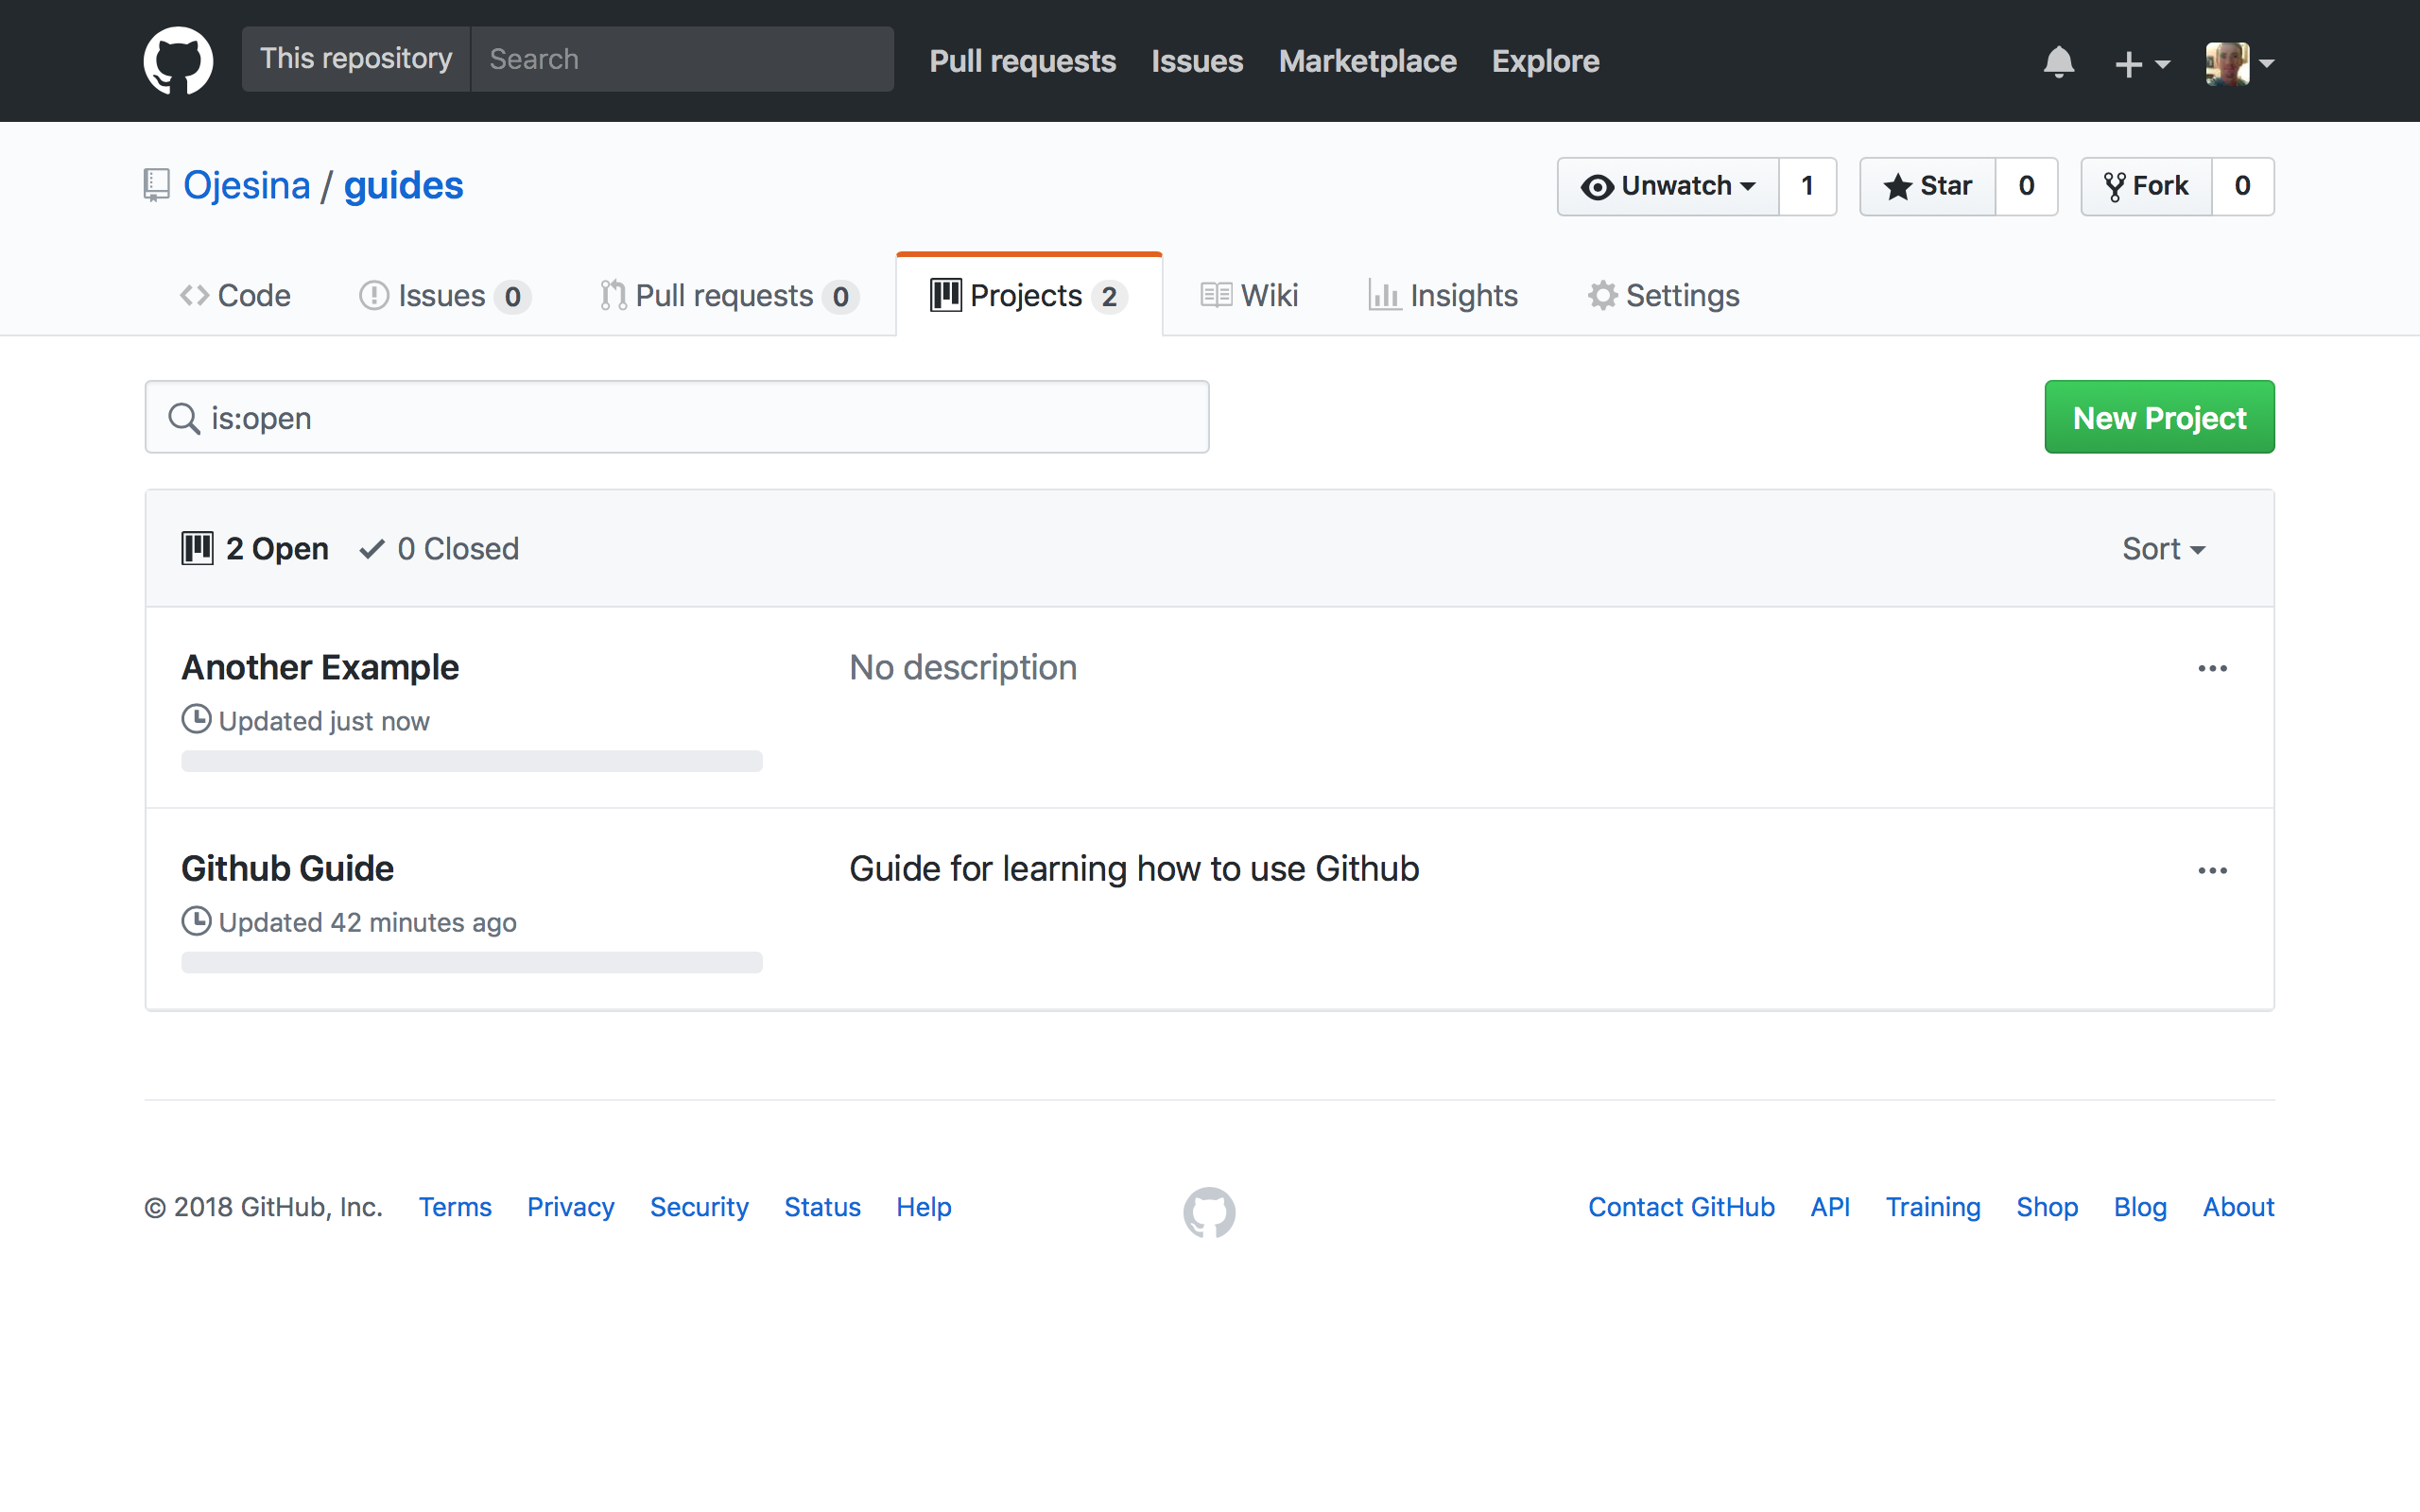 This repository Search Pull requests Issues Marketplace Explore
Ojesina / guides Unwatch 1 Star 0 Fork 0
Code Issues 0 Pull requests 0 Projects 2 Wiki Insights Settings
is:open New Project
2 Open 0 Closed Sort
Another Example No description
Updated just now
Github Guide Guide for learning how to use Github
Updated 42 minutes ago
© 2018 GitHub, Inc. Terms Privacy Security Status Help Contact GitHub API Training Shop Blog About